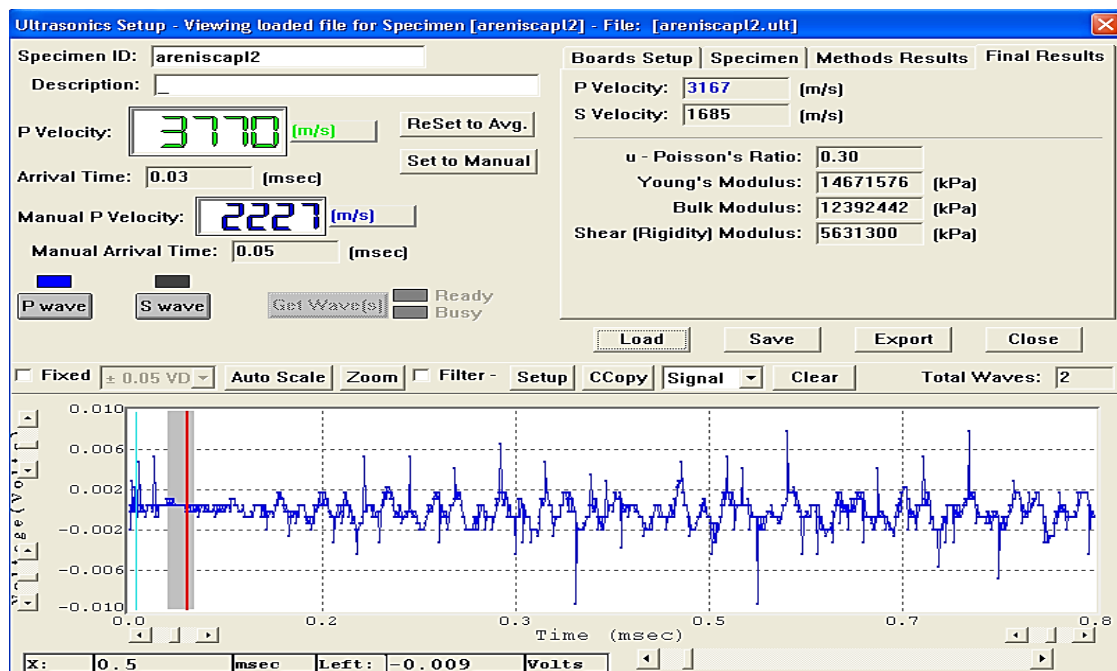 Ultrasonics Setup - Viewing loaded file for Specimen [areniscapl2] - File: [areniscapl2.ult]
Specimen ID: areniscapl2
Description: _
P Velocity: 3770 (m/s)
ReSet to Avg.
Set to Manual
Arrival Time: 0.03 (msec)
Manual P Velocity: 2227 (m/s)
Manual Arrival Time: 0.05 (msec)
P wave S wave Get Wave(s) Ready
Busy
Boards Setup Specimen Methods Results Final Results
P Velocity: 3167 (m/s)
S Velocity: 1685 (m/s)
u - Poisson's Ratio: 0.30
Young's Modulus: 14671576 (kPa)
Bulk Modulus: 12392442 (kPa)
Shear (Rigidity) Modulus: 5631300 (kPa)
Load Save Export Close
Fixed ± 0.05 VD Auto Scale Zoom Filter - Setup CCopy Signal Clear Total Waves: 2
0.010
0.006
0.002
-0.002
-0.006
-0.010
0.0 0.2 0.3 0.5 0.7 0.8
Time (msec)
X: 0.5 msec Left: -0.009 Volts